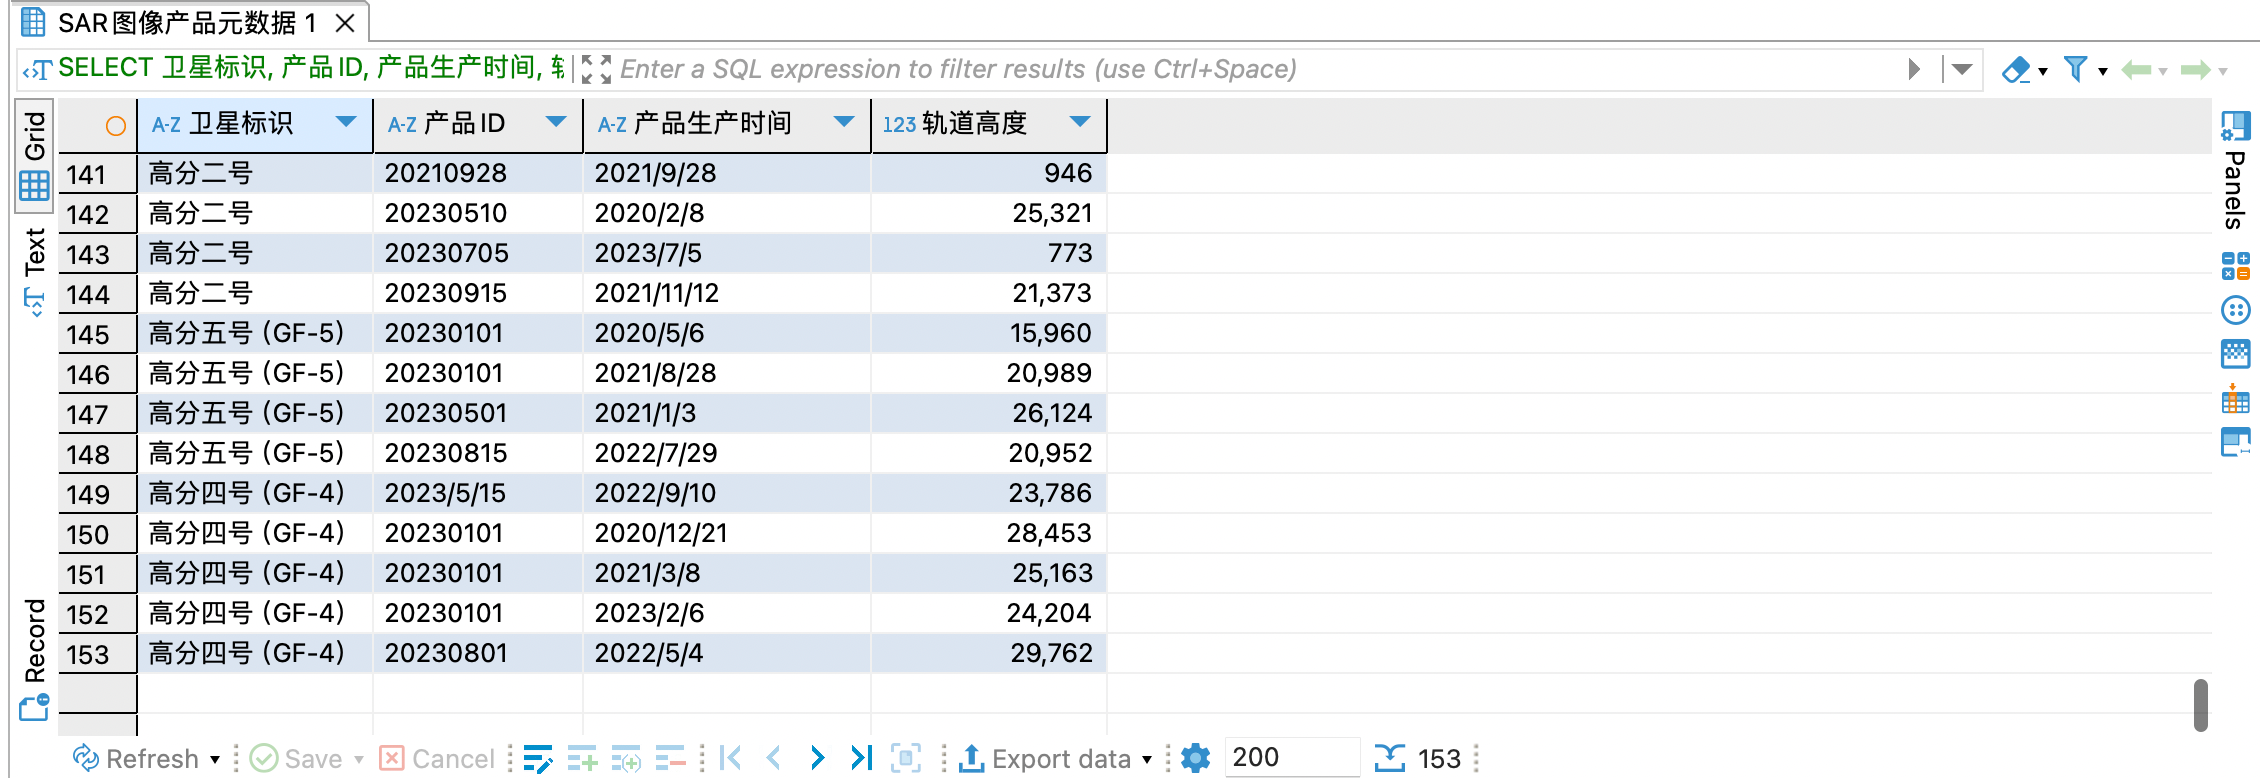 SAR图像产品元数据 1
SELECT 卫星标识, 产品ID, 产品生产时间, Enter a SQL expression to filter results (use Ctrl+Space)
Grid
Text
Record
Panels
A-Z 卫星标识 A-Z 产品ID A-Z 产品生产时间 123 轨道高度
141 高分二号 20210928 2021/9/28 946
142 高分二号 20230510 2020/2/8 25,321
143 高分二号 20230705 2023/7/5 773
144 高分二号 20230915 2021/11/12 21,373
145 高分五号 (GF-5) 20230101 2020/5/6 15,960
146 高分五号 (GF-5) 20230101 2021/8/28 20,989
147 高分五号 (GF-5) 20230501 2021/1/3 26,124
148 高分五号 (GF-5) 20230815 2022/7/29 20,952
149 高分四号 (GF-4) 2023/5/15 2022/9/10 23,786
150 高分四号 (GF-4) 20230101 2020/12/21 28,453
151 高分四号 (GF-4) 20230101 2021/3/8 25,163
152 高分四号 (GF-4) 20230101 2023/2/6 24,204
153 高分四号 (GF-4) 20230801 2022/5/4 29,762
Refresh Save Cancel Export data 200 153